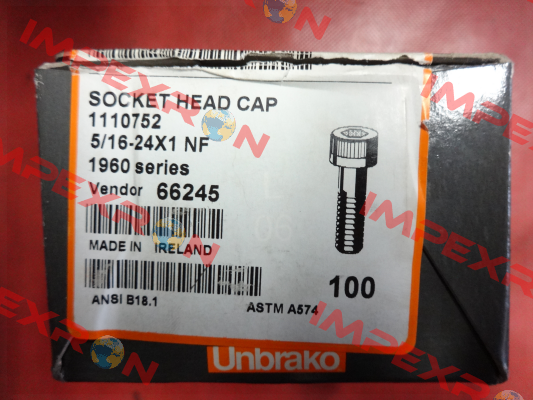 SOCKET HEAD CAP
1110752
5/16-24X1 NF
1960 series
Vendor 66245
MADE IN IRELAND
100
ANSI B18.1 ASTM A574
Unbrako
IMPEXRON
IMPEXRON
IMPEXRON
IMPEXRON